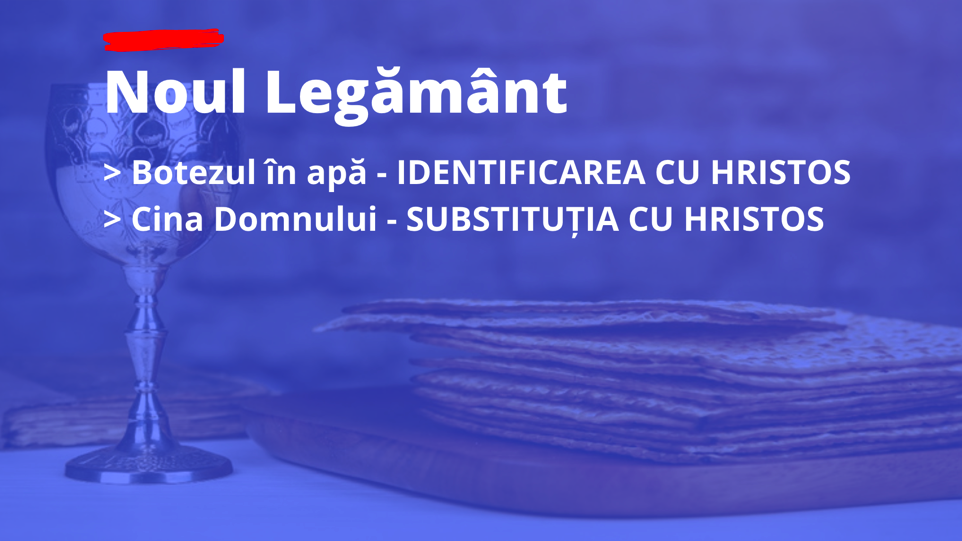 Noul Legământ
> Botezul în apă - IDENTIFICAREA CU HRISTOS
> Cina Domnului - SUBSTITUȚIA CU HRISTOS